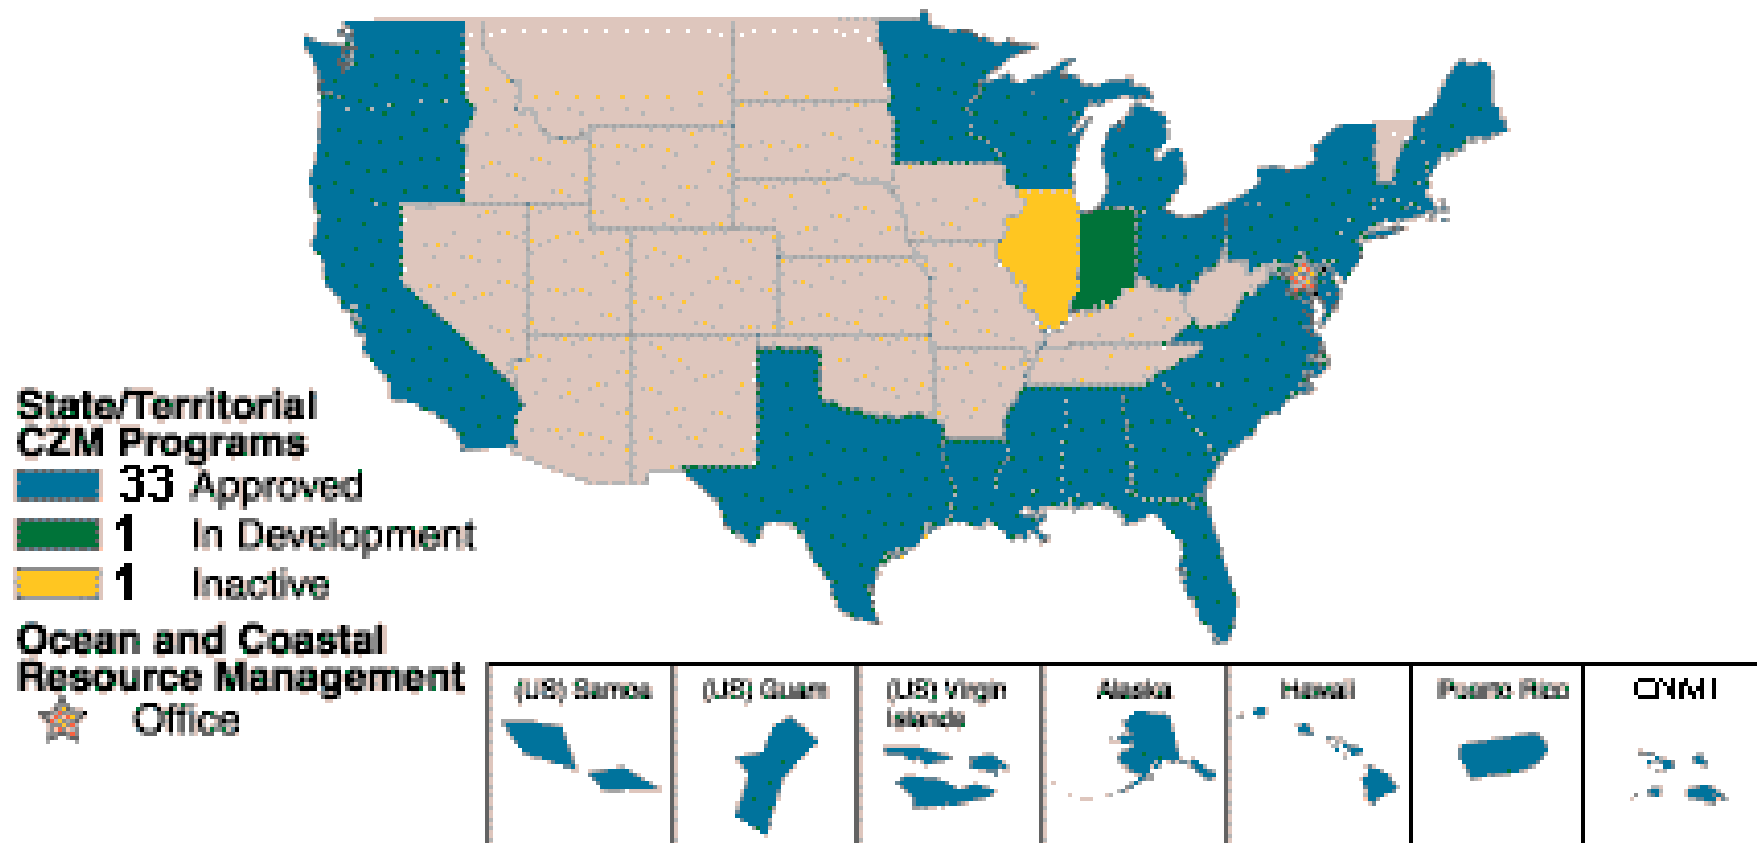 State/Territorial
CZM Programs
33 Approved
1 In Development
1 Inactive
Ocean and Coastal
Resource Management
Office
(US) Samoa
(US) Guam
(US) Virgin
Islands
Alaska
Hawaii
Puerto Rico
CNMI